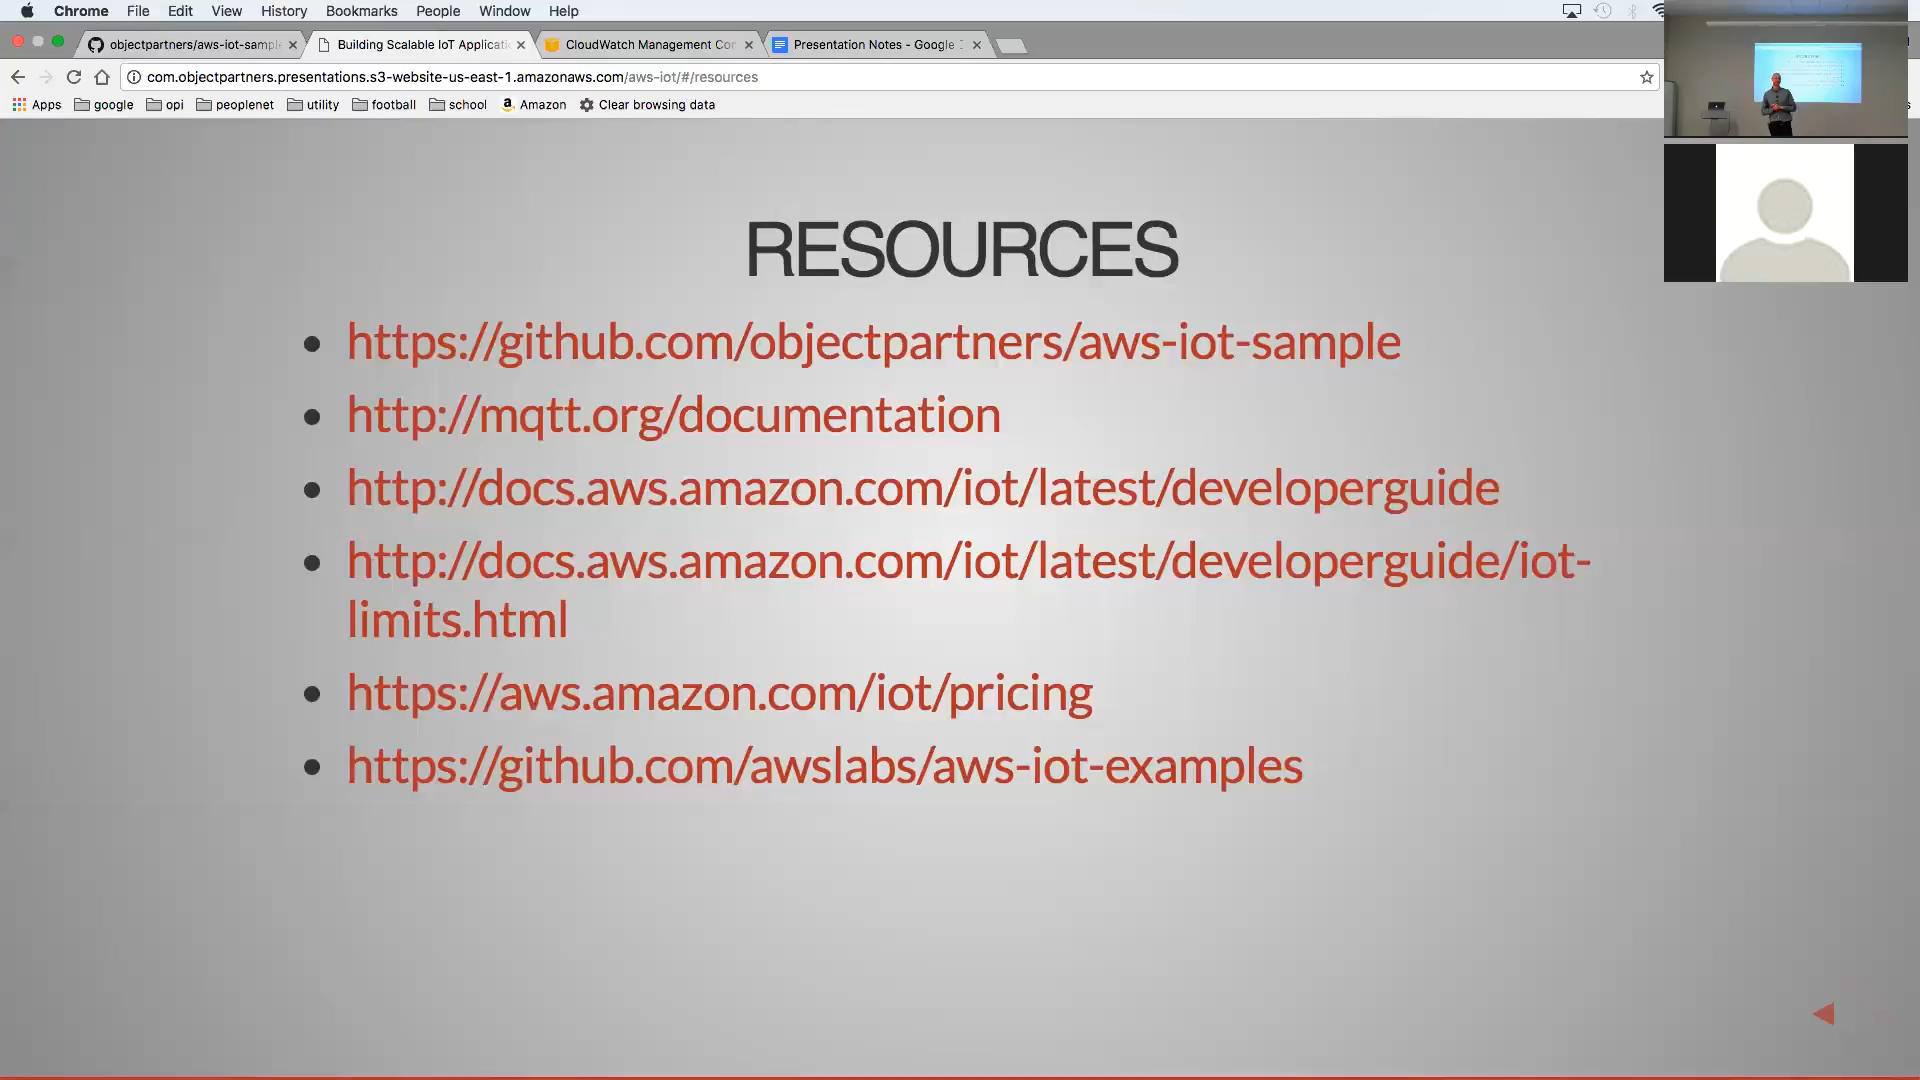 Chrome File Edit View History Bookmarks People Window Help
objectpartners/aws-iot-sampl
Building Scalable IoT Applicati
CloudWatch Management Con
Presentation Notes - Google
com.objectpartners.presentations.s3-website-us-east-1.amazonaws.com/aws-iot/#/resources
Apps google opi peoplenet utility football school Amazon Clear browsing data
RESOURCES
https://github.com/objectpartners/aws-iot-sample
http://mqtt.org/documentation
http://docs.aws.amazon.com/iot/latest/developerguide
http://docs.aws.amazon.com/iot/latest/developerguide/iot-
limits.html
https://aws.amazon.com/iot/pricing
https://github.com/awslabs/aws-iot-examples